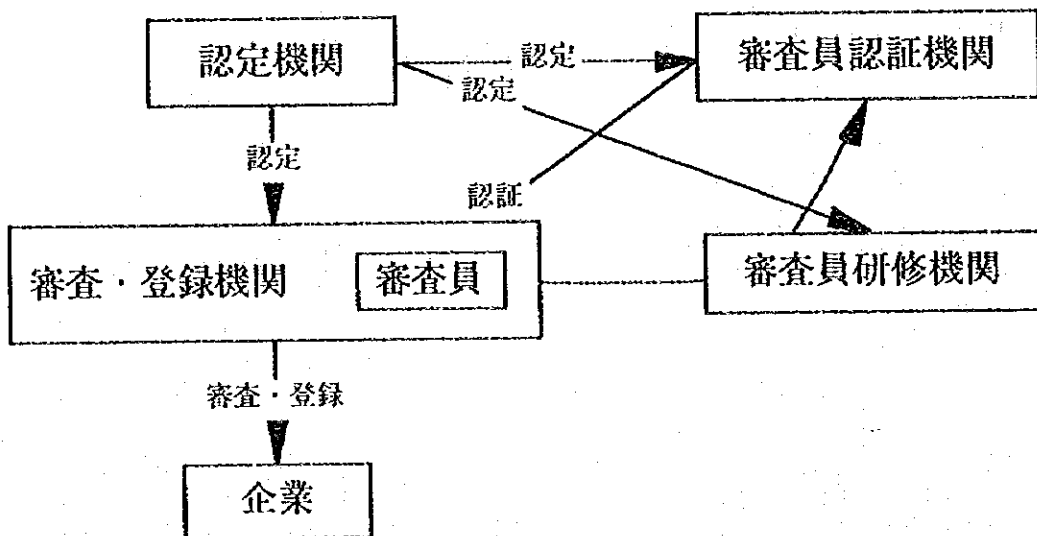 認定機関
認定
審査員認証機関
認定
認定
認証
審査・登録機関
審査員
審査員研修機関
審査・登録
企業